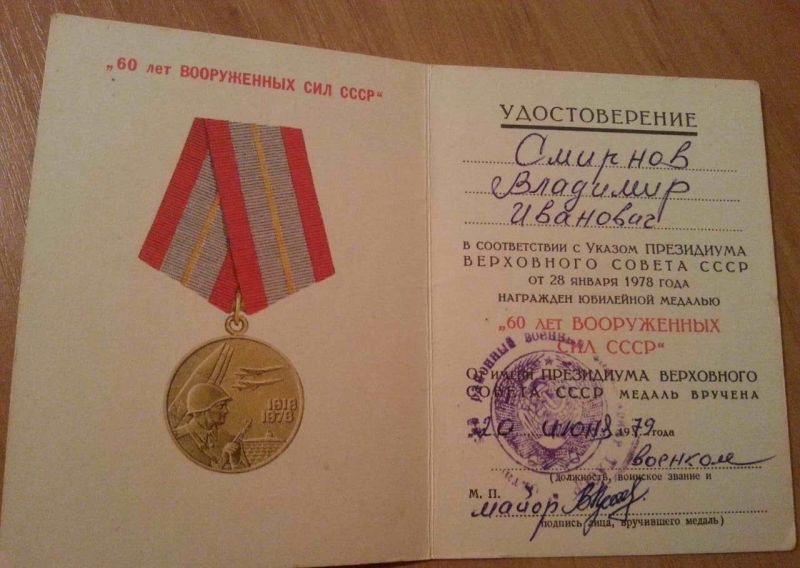 „60 лет ВООРУЖЕННЫХ СИЛ СССР“
1918
1978
УДОСТОВЕРЕНИЕ
Смирнов
Владимир
Иванович
В СООТВЕТСТВИИ С УКАЗОМ ПРЕЗИДИУМА
ВЕРХОВНОГО СОВЕТА СССР
ОТ 28 ЯНВАРЯ 1978 ГОДА
НАГРАЖДЕН ЮБИЛЕЙНОЙ МЕДАЛЬЮ
„60 ЛЕТ ВООРУЖЕННЫХ
СИЛ СССР“
ОТ ИМЕНИ ПРЕЗИДИУМА ВЕРХОВНОГО
СОВЕТА СССР МЕДАЛЬ ВРУЧЕНА
20 июня 1979 года
военком
(должность, воинское звание и
М. П.
майор
подпись лица, вручившего медаль)